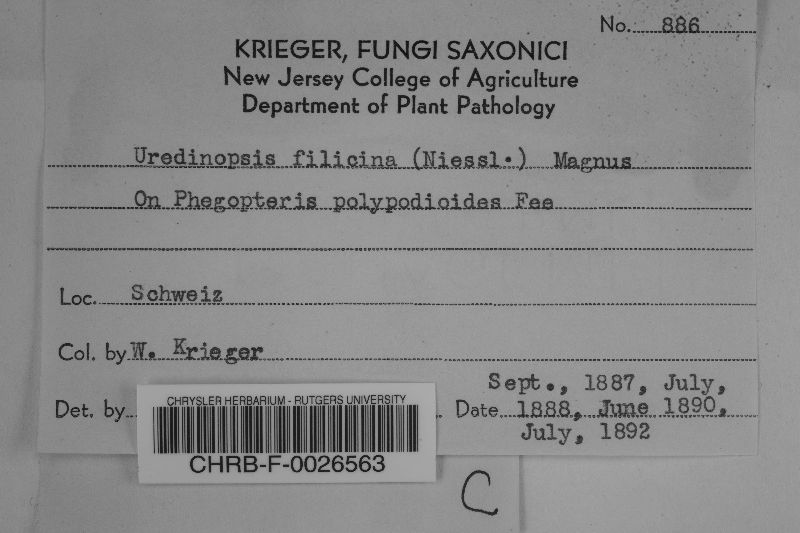 No. 886
KRIEGER, FUNGI SAXONICI
New Jersey College of Agriculture
Department of Plant Pathology
Uredinopsis filicina (Niessl.) Magnus
On Phegopteris polypodioides Fee
Loc. Schweiz
Col. by W. Krieger
Sept., 1887, July,
Det. by Date 1888, June 1890,
July, 1892
CHRYSLER HERBARIUM - RUTGERS UNIVERSITY
CHRB-F-0026563
C